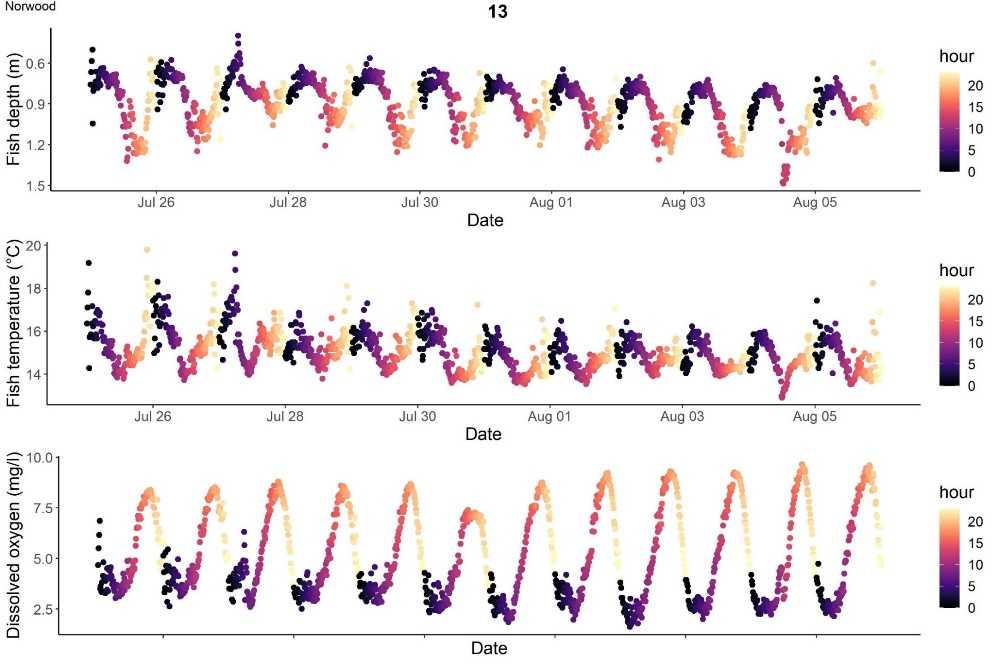 Norwood
13
Fish depth (m)
0.6
0.9
1.2
1.5
Jul 26
Jul 28
Jul 30
Aug 01
Aug 03
Aug 05
Date
hour
20
15
10
5
0
Fish temperature (°C)
20
18
16
14
Jul 26
Jul 28
Jul 30
Aug 01
Aug 03
Aug 05
Date
hour
20
15
10
5
0
Dissolved oxygen (mg/l)
10.0
7.5
5.0
2.5
Date
hour
20
15
10
5
0